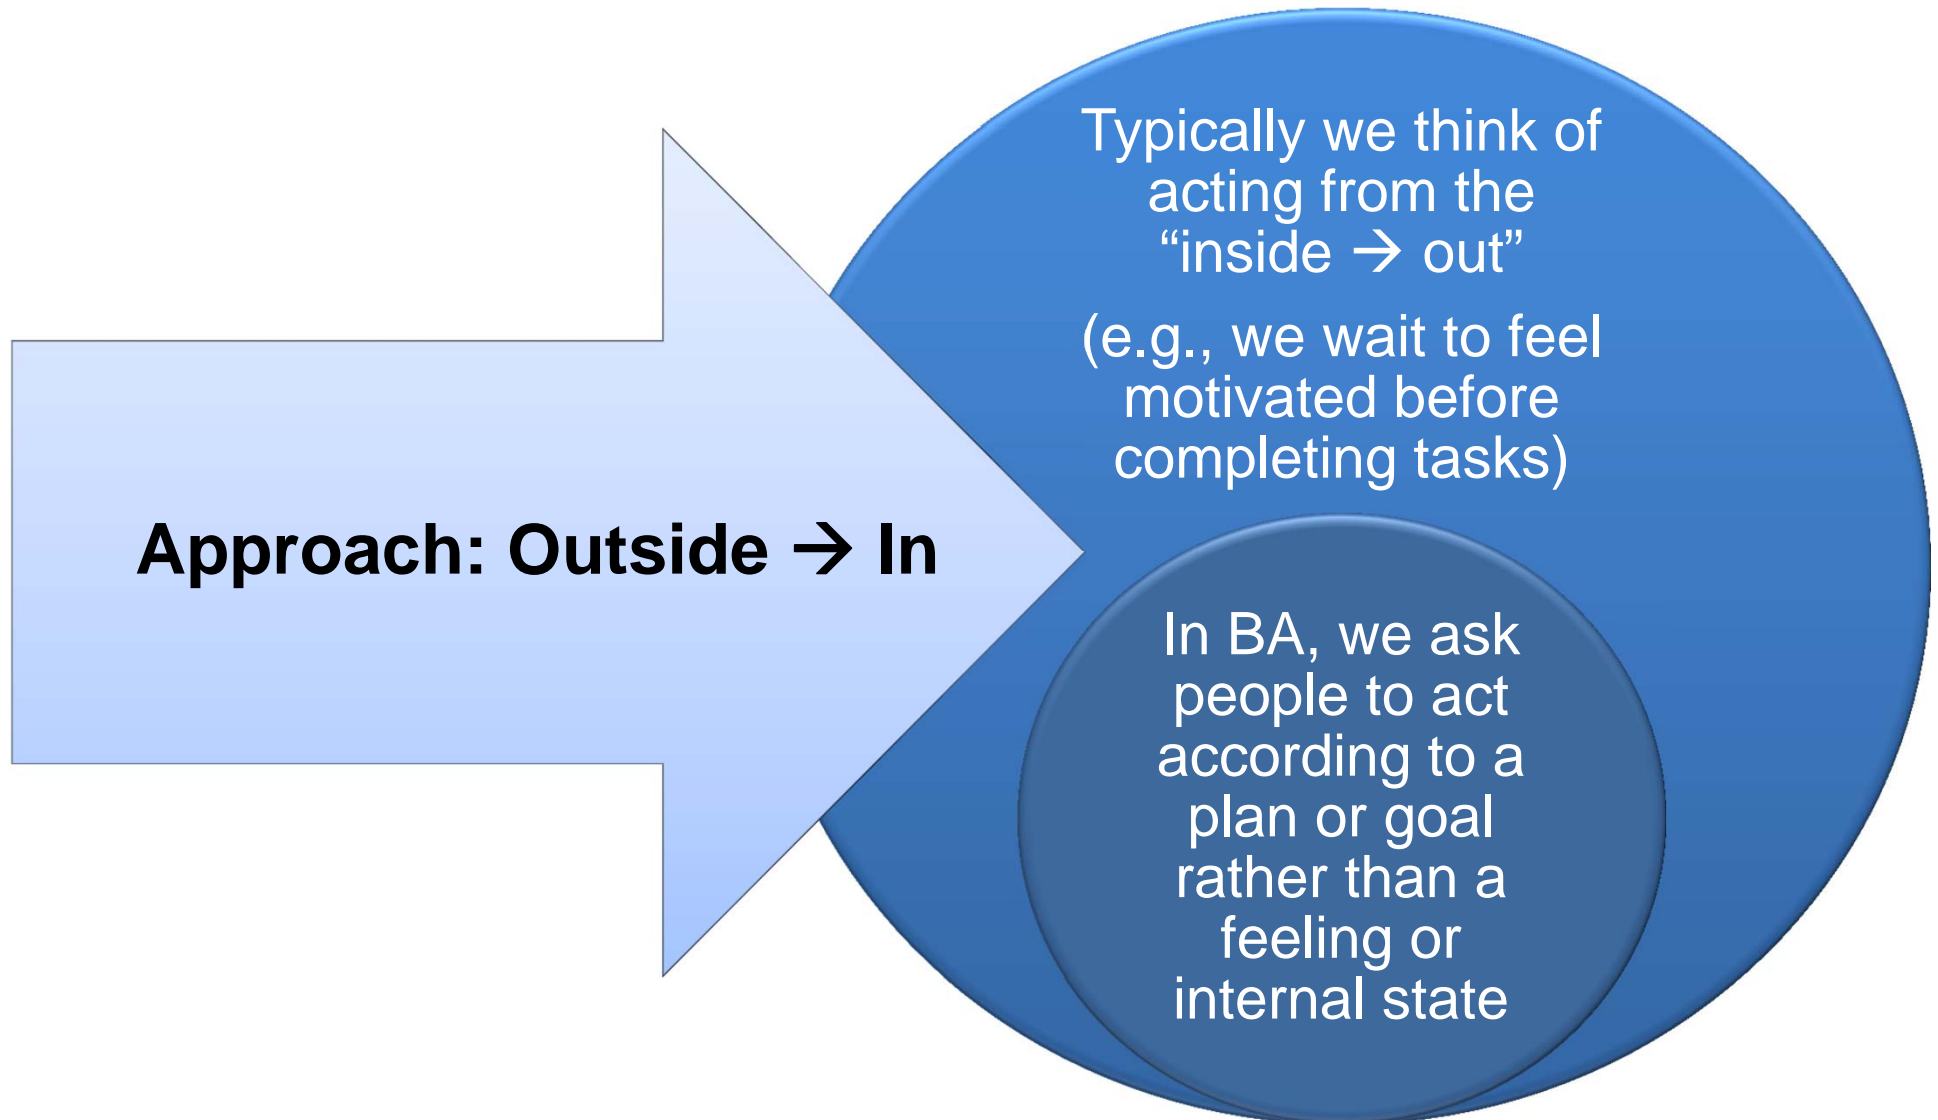 Approach: Outside → In
Typically we think of
acting from the
“inside → out”
(e.g., we wait to feel
motivated before
completing tasks)
In BA, we ask
people to act
according to a
plan or goal
rather than a
feeling or
internal state